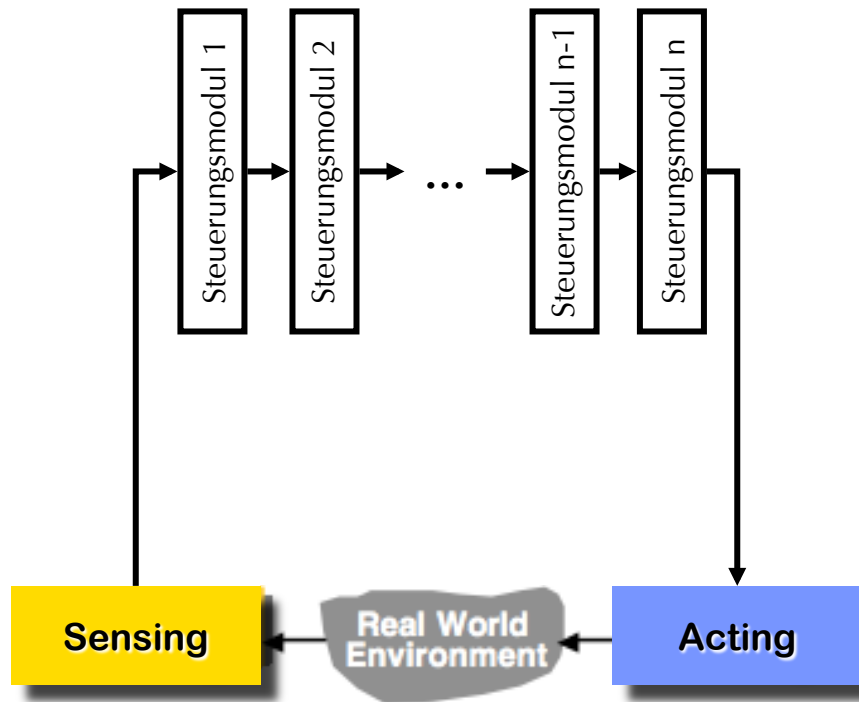 Steuerungsmodul 1
Steuerungsmodul 2
...
Steuerungsmodul n-1
Steuerungsmodul n
Sensing
Real World
Environment
Acting